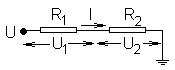 R₁ I R₂
U
U₁ U₂